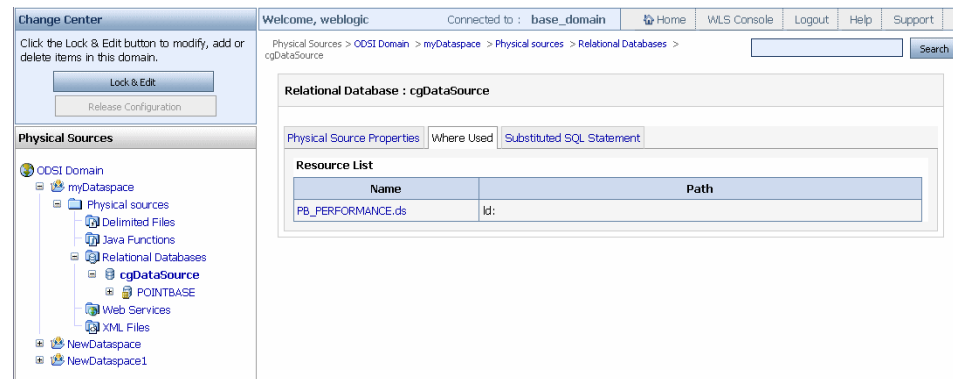 Change Center
Click the Lock & Edit button to modify, add or
delete items in this domain.
Lock & Edit
Release Configuration
Physical Sources
ODSI Domain
myDataspace
Physical sources
Delimited Files
Java Functions
Relational Databases
cgDataSource
POINTBASE
Web Services
XML Files
NewDataspace
NewDataspace1
Welcome, weblogic Connected to : base_domain Home WLS Console Logout Help Support
Physical Sources > ODSI Domain > myDataspace > Physical sources > Relational Databases >
cgDataSource
Search
Relational Database : cgDataSource
Physical Source Properties Where Used Substituted SQL Statement
Resource List
Name Path
PB_PERFORMANCE.ds ld: